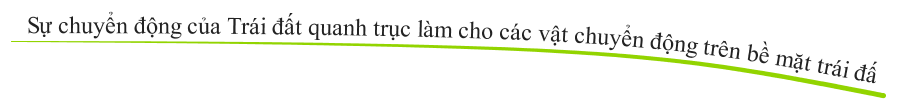 Sự chuyển động của Trái đất quanh trục làm cho các vật chuyển động trên bề mặt trái đấ